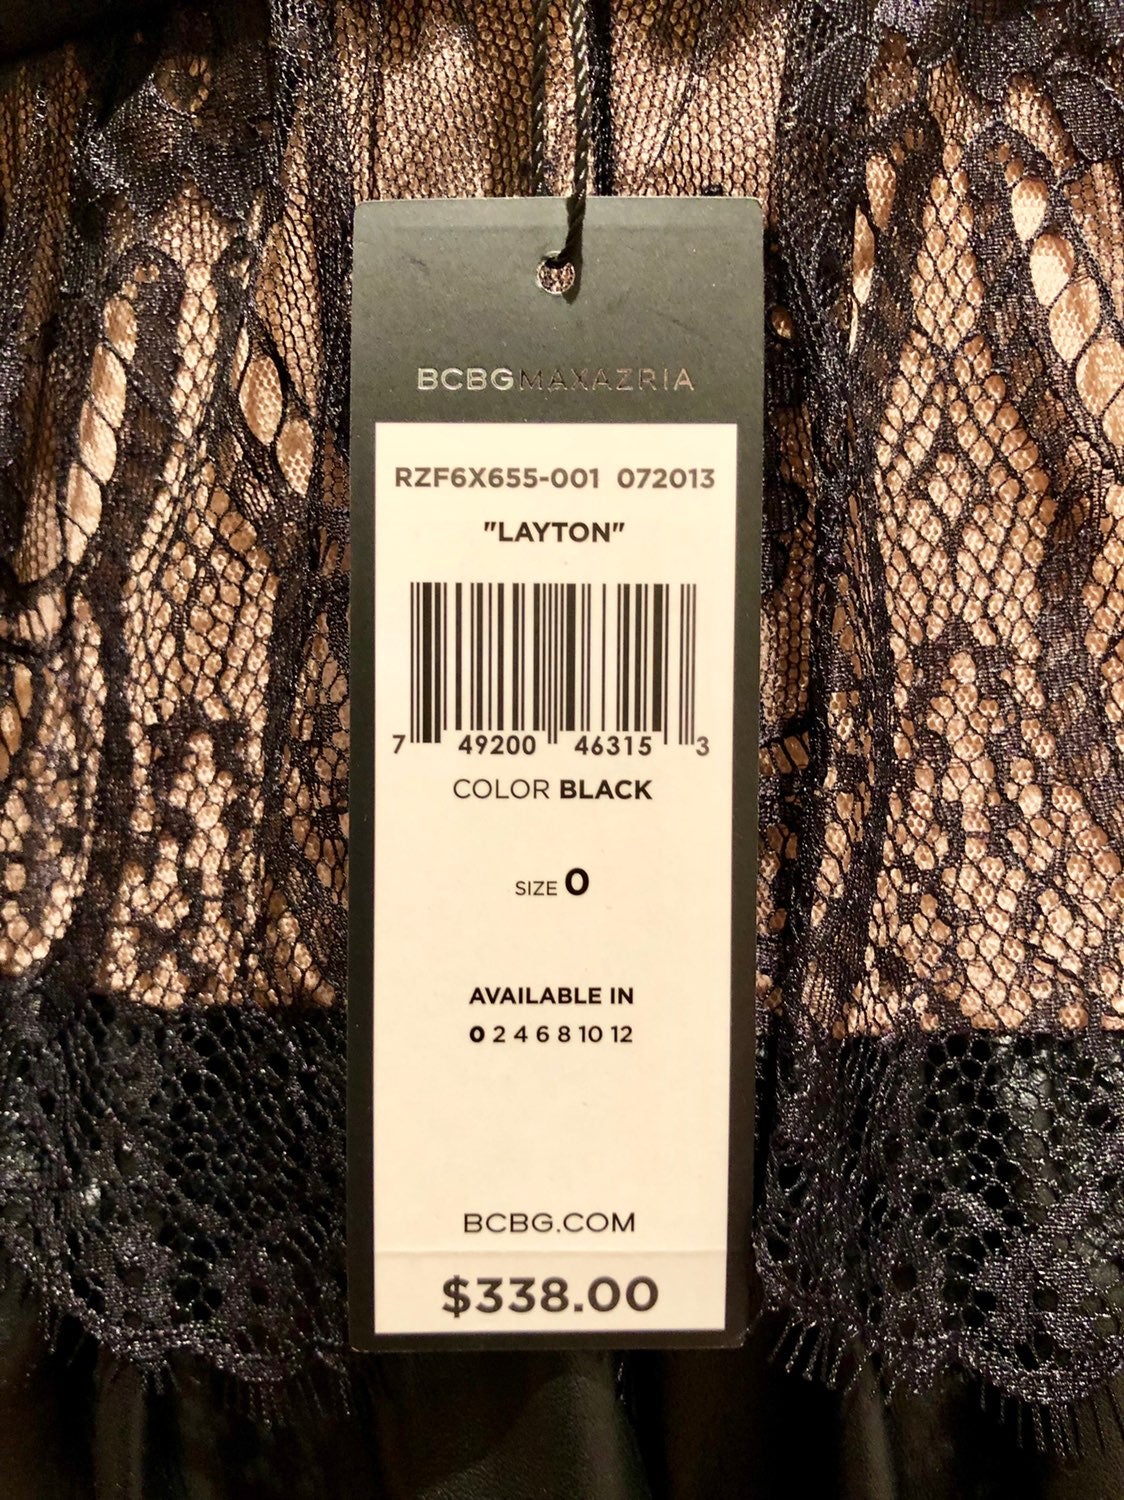 BCBGMAXAZRIA
RZF6X655-001 072013
"LAYTON"
7 49200 46315 3
COLOR BLACK
SIZE 0
AVAILABLE IN
0 2 4 6 8 10 12
BCBG.COM
$338.00